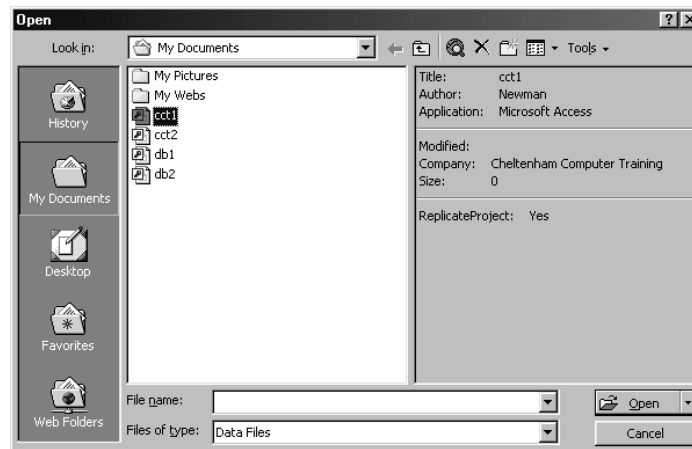 Open
Look in: My Documents Tools
History
My Documents
Desktop
Favorites
Web Folders
My Pictures
My Webs
cct1
cct2
db1
db2
Title: cct1
Author: Newman
Application: Microsoft Access
Modified:
Company: Cheltenham Computer Training
Size: 0
ReplicateProject: Yes
File name: Open
Files of type: Data Files Cancel